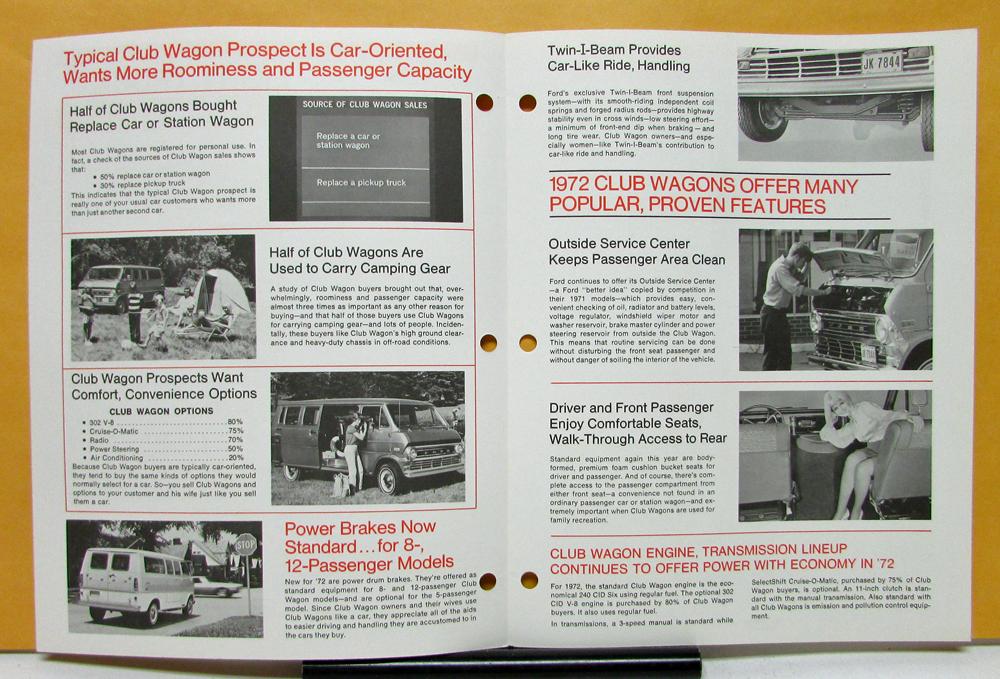 Typical Club Wagon Prospect Is Car-Oriented,
Wants More Roominess and Passenger Capacity
Half of Club Wagons Bought
Replace Car or Station Wagon
Most Club Wagons are registered for personal use. In
fact, a check of the sources of Club Wagon sales shows
that:
• 50% replace car or station wagon
• 30% replace pickup truck
This indicates that the typical Club Wagon prospect is
really one of your usual car customers who wants more
than just another second car.
SOURCE OF CLUB WAGON SALES
Replace a car or
station wagon
Replace a pickup truck
Half of Club Wagons Are
Used to Carry Camping Gear
A study of Club Wagon buyers brought out that, over-
whelmingly, roominess and passenger capacity were
almost three times as important as any other reason for
buying—and that half of those buyers use Club Wagons
for carrying camping gear—and lots of people. Inciden-
tally, these buyers like Club Wagon's high ground clear-
ance and heavy-duty chassis in off-road conditions.
Club Wagon Prospects Want
Comfort, Convenience Options
CLUB WAGON OPTIONS
• 302 V-8 ............ 80%
• Cruise-O-Matic ............ 75%
• Radio ............ 70%
• Power Steering ............ 50%
• Air Conditioning ............ 20%
Because Club Wagon buyers are typically car-oriented,
they tend to buy the same kinds of options they would
normally select for a car. So—you sell Club Wagons and
options to your customer and his wife just like you sell
them a car.
STOP
Power Brakes Now
Standard...for 8-,
12-Passenger Models
New for '72 are power drum brakes. They're offered as
standard equipment for 8- and 12-passenger Club
Wagon models—and are optional for the 5-passenger
model. Since Club Wagon owners and their wives use
Club Wagons like a car, they appreciate all of the aids
to easier driving and handling they are accustomed to in
the cars they buy.
Twin-I-Beam Provides
Car-Like Ride, Handling
Ford's exclusive Twin-I-Beam front suspension
system—with its smooth-riding independent coil
springs and forged radius rods—provides highway
stability even in cross winds—low steering effort—
a minimum of front-end dip when braking—and
long tire wear. Club Wagon owners—and espe-
cially women—like Twin-I-Beam's contribution to
car-like ride and handling.
JK 7844
1972 CLUB WAGONS OFFER MANY
POPULAR, PROVEN FEATURES
Outside Service Center
Keeps Passenger Area Clean
Ford continues to offer its Outside Service Center
—a Ford "better idea" copied by competition in
their 1971 models—which provides easy, con-
venient checking of oil, radiator and battery levels,
voltage regulator, windshield wiper motor and
washer reservoir, brake master cylinder and power
steering reservoir from outside the Club Wagon.
This means that routine servicing can be done
without disturbing the front seat passenger and
without danger of soiling the interior of the vehicle.
Driver and Front Passenger
Enjoy Comfortable Seats,
Walk-Through Access to Rear
Standard equipment again this year are body-
formed, premium foam cushion bucket seats for
driver and passenger. And of course, there's com-
plete access to the passenger compartment from
either front seat—a convenience not found in an
ordinary passenger car or station wagon—and ex-
tremely important when Club Wagons are used for
family recreation.
CLUB WAGON ENGINE, TRANSMISSION LINEUP
CONTINUES TO OFFER POWER WITH ECONOMY IN '72
For 1972, the standard Club Wagon engine is the eco-
nomical 240 CID Six using regular fuel. The optional 302
CID V-8 engine is purchased by 80% of Club Wagon
buyers. It also uses regular fuel.
In transmissions, a 3-speed manual is standard while
SelectShift Cruise-O-Matic, purchased by 75% of Club
Wagon buyers, is optional. An 11-inch clutch is stan-
dard with the manual transmission. Also standard with
all Club Wagons is emission and pollution control equip-
ment.